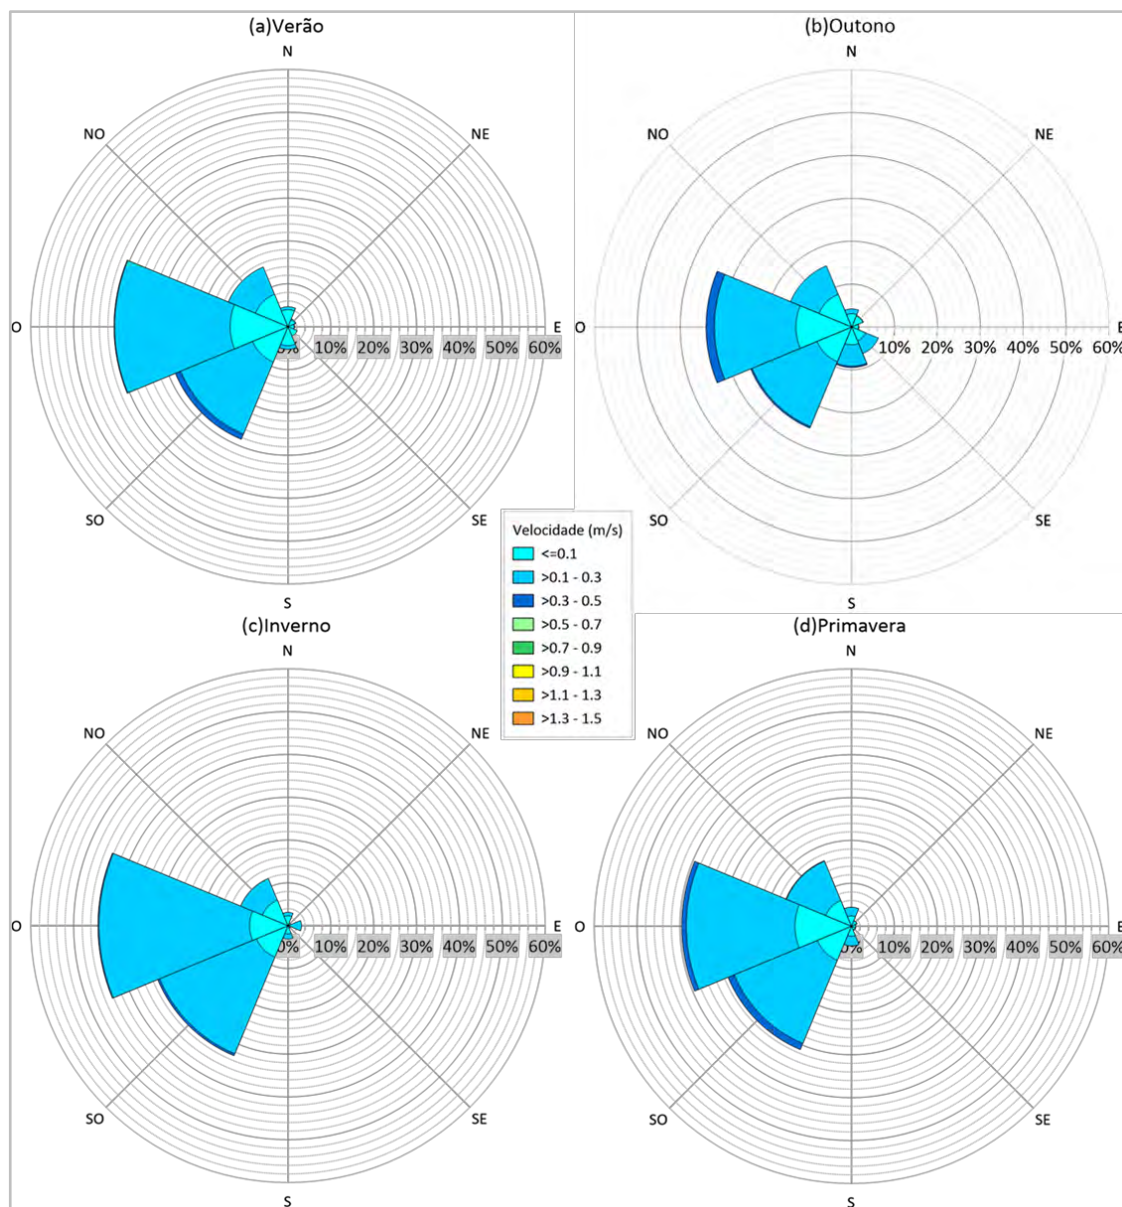 (a)Verão
N
NO
NE
O
E
0%
10%
20%
30%
40%
50%
60%
SO
SE
S
(b)Outono
N
NO
NE
O
E
10%
20%
30%
40%
50%
60%
SO
SE
S
Velocidade (m/s)
<=0.1
>0.1 - 0.3
>0.3 - 0.5
>0.5 - 0.7
>0.7 - 0.9
>0.9 - 1.1
>1.1 - 1.3
>1.3 - 1.5
(c)Inverno
N
NO
NE
O
E
0%
10%
20%
30%
40%
50%
60%
SO
SE
S
(d)Primavera
N
NO
NE
O
E
0%
10%
20%
30%
40%
50%
60%
SO
SE
S